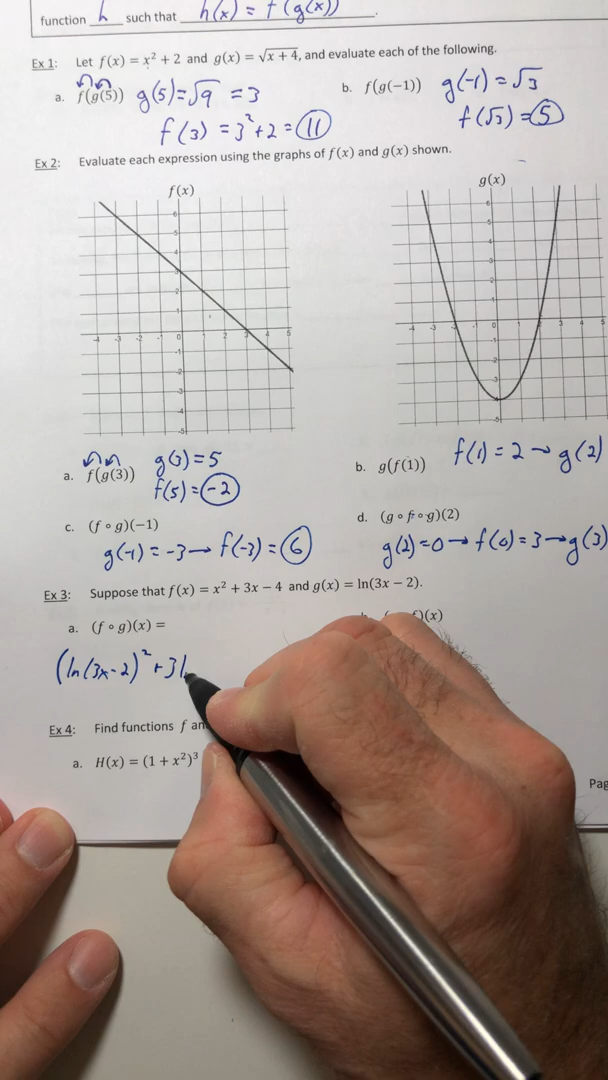 function h such that h(x) = f(g(x)).
Ex 1: Let f(x) = x² + 2 and g(x) = √x + 4, and evaluate each of the following.
a. f(g(5)) g(5)=√9 = 3
f(3) = 3²+2 = 11
b. f(g(−1)) g(-1) = √3
f(√3) = 5
Ex 2: Evaluate each expression using the graphs of f(x) and g(x) shown.
f(x)
g(x)
a. f(g(3)) g(3)=5
f(5) = -2
b. g(f(1)) f(1) = 2 → g(2)
c. (f ∘ g)(−1)
g(-1) = -3 → f(-3) = 6
d. (g ∘ f ∘ g)(2)
g(2)=0 → f(0)=3 → g(3)
Ex 3: Suppose that f(x) = x² + 3x − 4 and g(x) = ln(3x − 2).
a. (f ∘ g)(x) =
)(x)
(ln(3x-2)² + 3l
Ex 4: Find functions f an
a. H(x) = (1 + x²)³
Pag